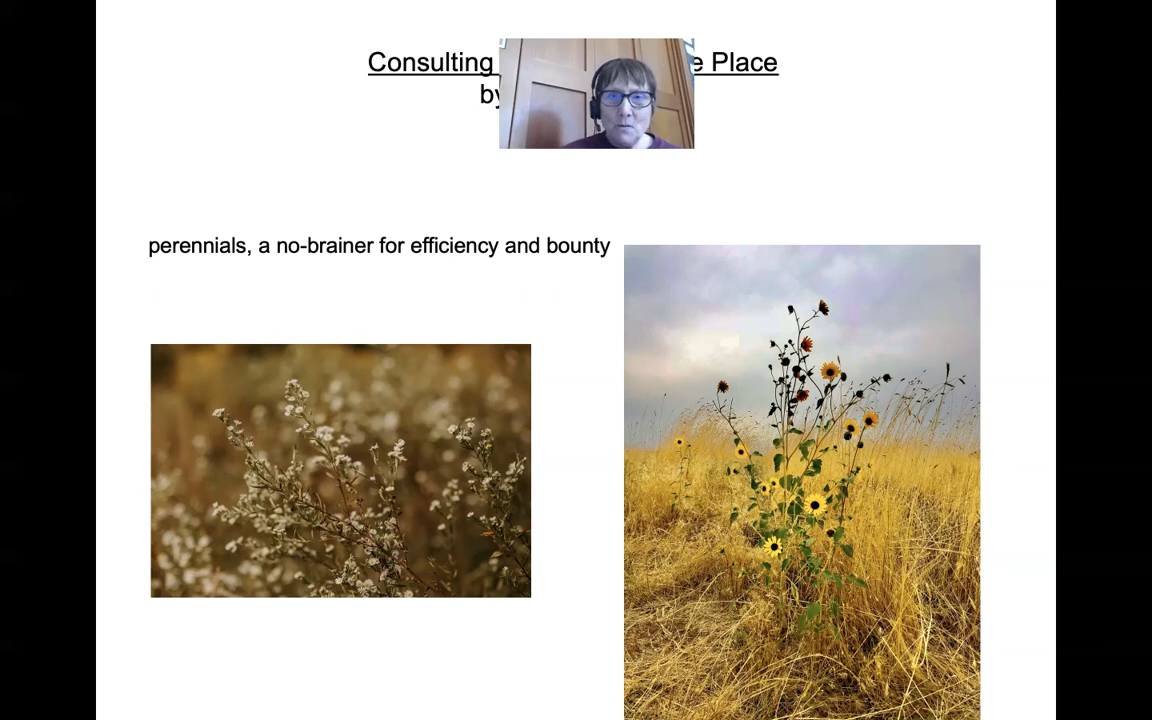 Consulting e Place
by
perennials, a no-brainer for efficiency and bounty